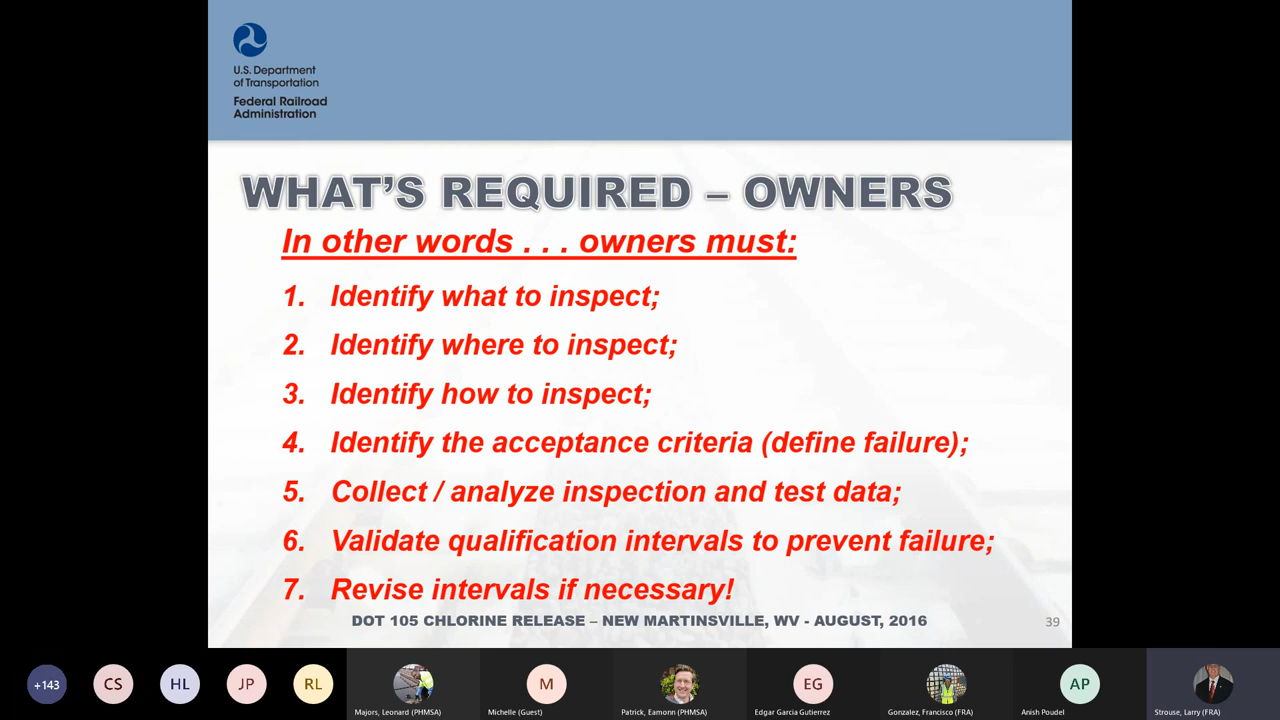 U.S. Department
of Transportation
Federal Railroad
Administration
WHAT'S REQUIRED – OWNERS
In other words . . . owners must:
1. Identify what to inspect;
2. Identify where to inspect;
3. Identify how to inspect;
4. Identify the acceptance criteria (define failure);
5. Collect / analyze inspection and test data;
6. Validate qualification intervals to prevent failure;
7. Revise intervals if necessary!
DOT 105 CHLORINE RELEASE – NEW MARTINSVILLE, WV - AUGUST, 2016
39
+143
CS
HL
JP
RL
M
EG
AP
Majors, Leonard (PHMSA)
Michelle (Guest)
Patrick, Eamonn (PHMSA)
Edgar Garcia Gutierrez
Gonzalez, Francisco (FRA)
Anish Poudel
Strouse, Larry (FRA)